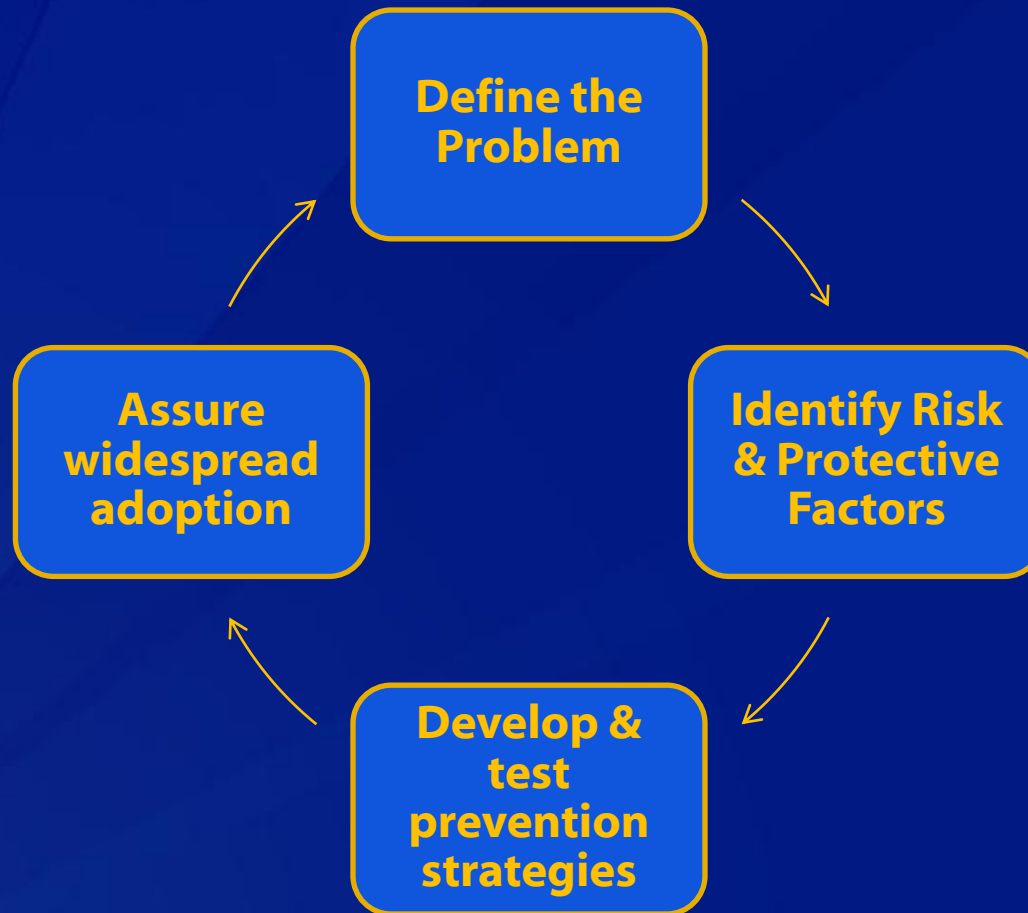 Define the
Problem
Identify Risk
& Protective
Factors
Develop &
test
prevention
strategies
Assure
widespread
adoption